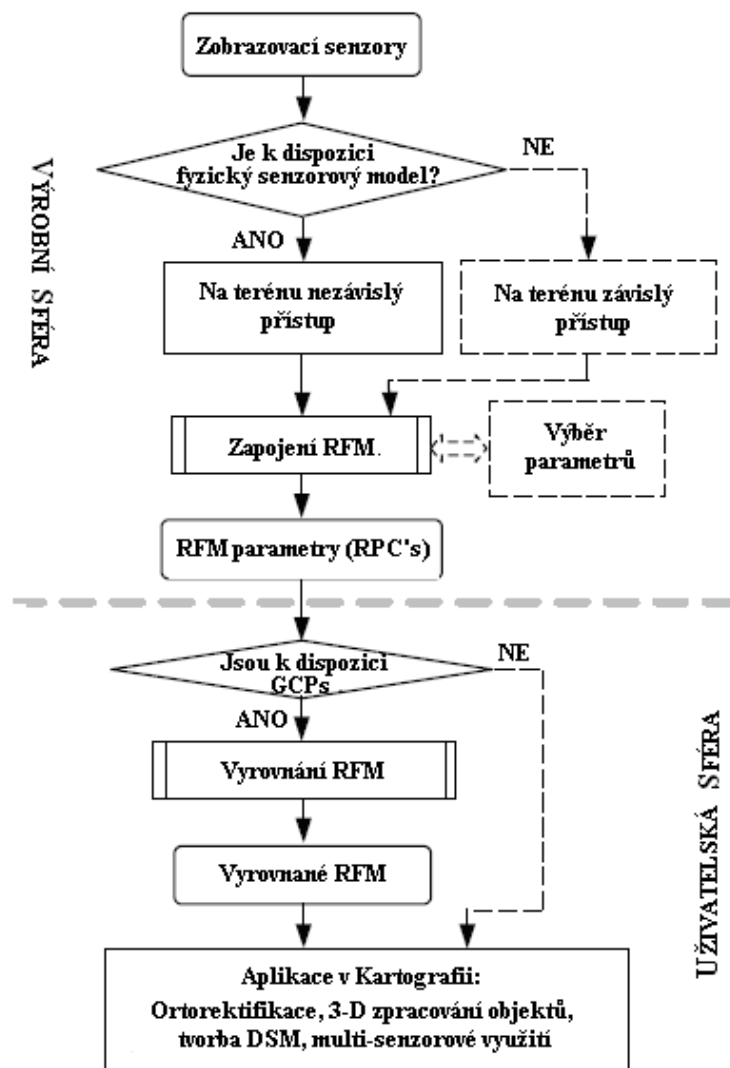 Zobrazovací senzory
Je k dispozici
fyzický senzorový model?
NE
ANO
Na terénu nezávislý
přístup
Na terénu závislý
přístup
Zapojení RFM.
Výběr
parametrů
RFM parametry (RPC's)
VÝROBNÍ SFÉRA
Jsou k dispozici
GCPs
NE
ANO
Vyrovnání RFM
Vyrovnané RFM
Aplikace v Kartografii:
Ortorektifikace, 3-D zpracování objektů,
tvorba DSM, multi-senzorové využití
UŽIVATELSKÁ SFÉRA